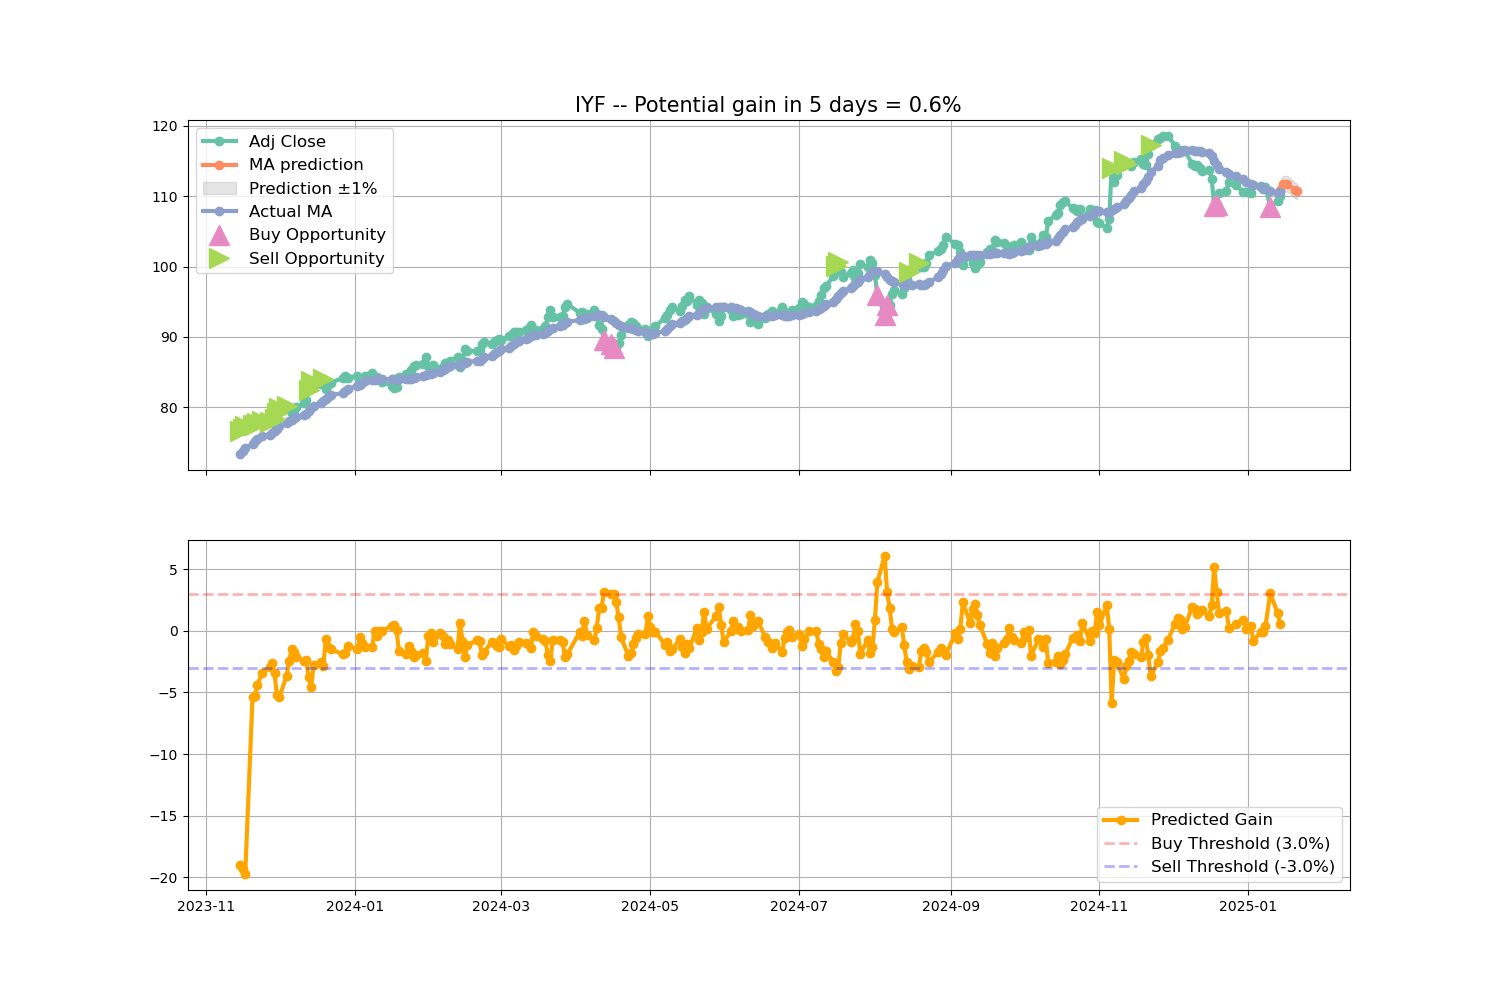 IYF -- Potential gain in 5 days = 0.6%
120
110
100
90
80
Adj Close
MA prediction
Prediction ±1%
Actual MA
Buy Opportunity
Sell Opportunity
5
0
−5
−10
−15
−20
Predicted Gain
Buy Threshold (3.0%)
Sell Threshold (-3.0%)
2023-11
2024-01
2024-03
2024-05
2024-07
2024-09
2024-11
2025-01